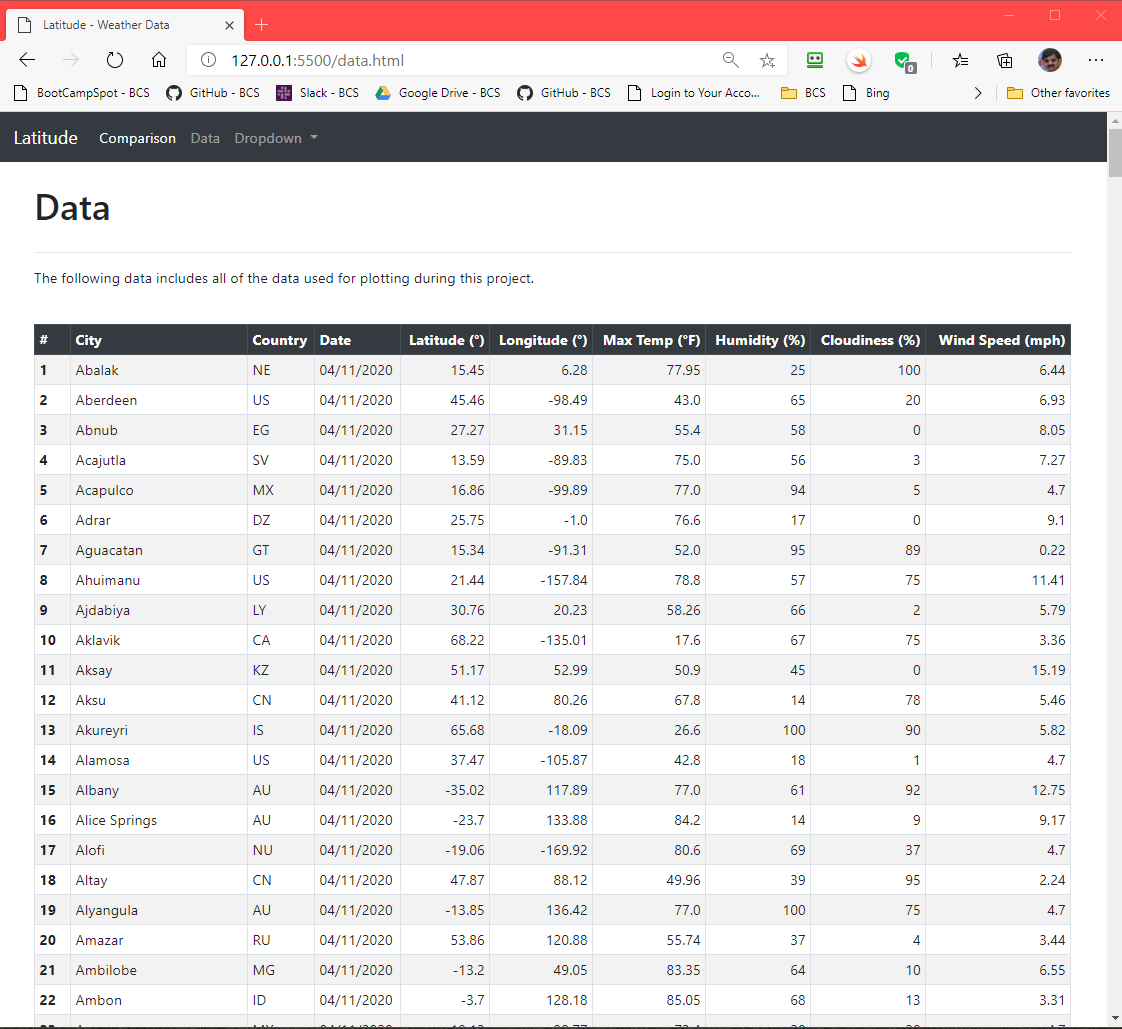 Latitude - Weather Data
127.0.0.1:5500/data.html
0
BootCampSpot - BCS GitHub - BCS Slack - BCS Google Drive - BCS GitHub - BCS Login to Your Acco... BCS Bing Other favorites
Latitude Comparison Data Dropdown
Data
The following data includes all of the data used for plotting during this project.
# City Country Date Latitude (°) Longitude (°) Max Temp (°F) Humidity (%) Cloudiness (%) Wind Speed (mph)
1 Abalak NE 04/11/2020 15.45 6.28 77.95 25 100 6.44
2 Aberdeen US 04/11/2020 45.46 -98.49 43.0 65 20 6.93
3 Abnub EG 04/11/2020 27.27 31.15 55.4 58 0 8.05
4 Acajutla SV 04/11/2020 13.59 -89.83 75.0 56 3 7.27
5 Acapulco MX 04/11/2020 16.86 -99.89 77.0 94 5 4.7
6 Adrar DZ 04/11/2020 25.75 -1.0 76.6 17 0 9.1
7 Aguacatan GT 04/11/2020 15.34 -91.31 52.0 95 89 0.22
8 Ahuimanu US 04/11/2020 21.44 -157.84 78.8 57 75 11.41
9 Ajdabiya LY 04/11/2020 30.76 20.23 58.26 66 2 5.79
10 Aklavik CA 04/11/2020 68.22 -135.01 17.6 67 75 3.36
11 Aksay KZ 04/11/2020 51.17 52.99 50.9 45 0 15.19
12 Aksu CN 04/11/2020 41.12 80.26 67.8 14 78 5.46
13 Akureyri IS 04/11/2020 65.68 -18.09 26.6 100 90 5.82
14 Alamosa US 04/11/2020 37.47 -105.87 42.8 18 1 4.7
15 Albany AU 04/11/2020 -35.02 117.89 77.0 61 92 12.75
16 Alice Springs AU 04/11/2020 -23.7 133.88 84.2 14 9 9.17
17 Alofi NU 04/11/2020 -19.06 -169.92 80.6 69 37 4.7
18 Altay CN 04/11/2020 47.87 88.12 49.96 39 95 2.24
19 Alyangula AU 04/11/2020 -13.85 136.42 77.0 100 75 4.7
20 Amazar RU 04/11/2020 53.86 120.88 55.74 37 4 3.44
21 Ambilobe MG 04/11/2020 -13.2 49.05 83.35 64 10 6.55
22 Ambon ID 04/11/2020 -3.7 128.18 85.05 68 13 3.31